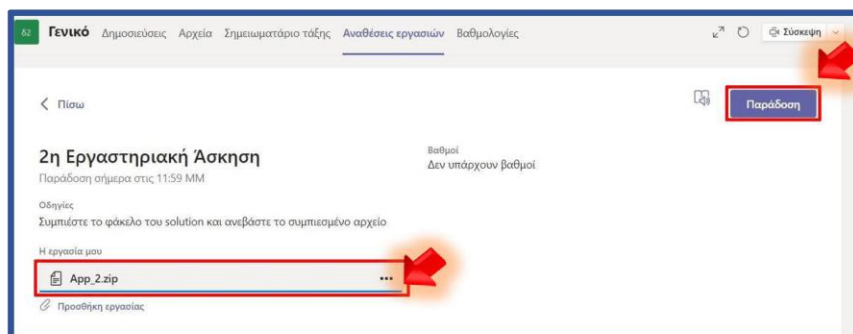 δ2 Γενικό Δημοσιεύσεις Αρχεία Σημειωματάριο τάξης Αναθέσεις εργασιών Βαθμολογίες Σύσκεψη
Πίσω Παράδοση
2η Εργαστηριακή Άσκηση
Παράδοση σήμερα στις 11:59 ΜΜ
Βαθμοί
Δεν υπάρχουν βαθμοί
Οδηγίες
Συμπιέστε το φάκελο του solution και ανεβάστε το συμπιεσμένο αρχείο
Η εργασία μου
App_2.zip
Προσθήκη εργασίας